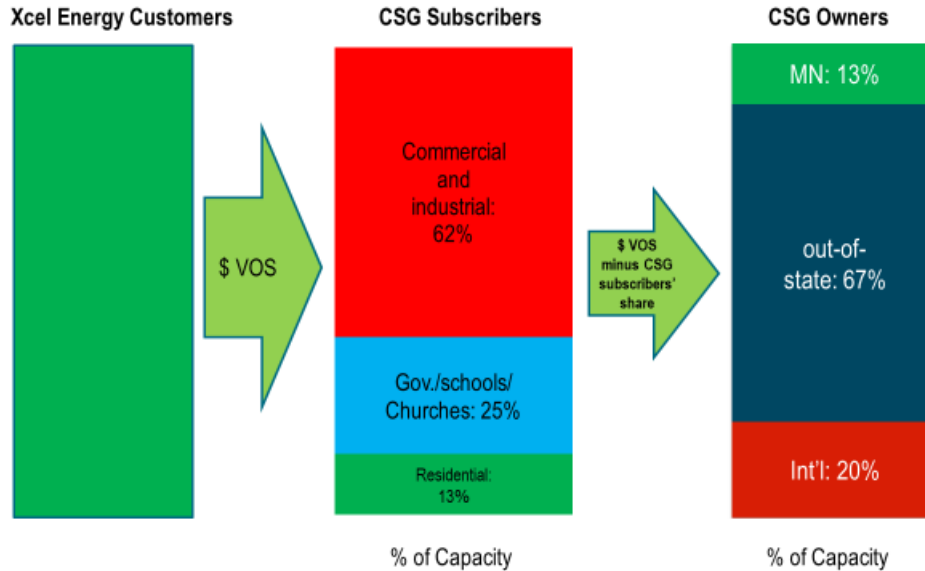 Xcel Energy Customers
CSG Subscribers
CSG Owners
$ VOS
Commercial
and
industrial:
62%
Gov./schools/
Churches: 25%
Residential:
13%
$ VOS
minus CSG
subscribers'
share
MN: 13%
out-of-
state: 67%
Int'l: 20%
% of Capacity
% of Capacity